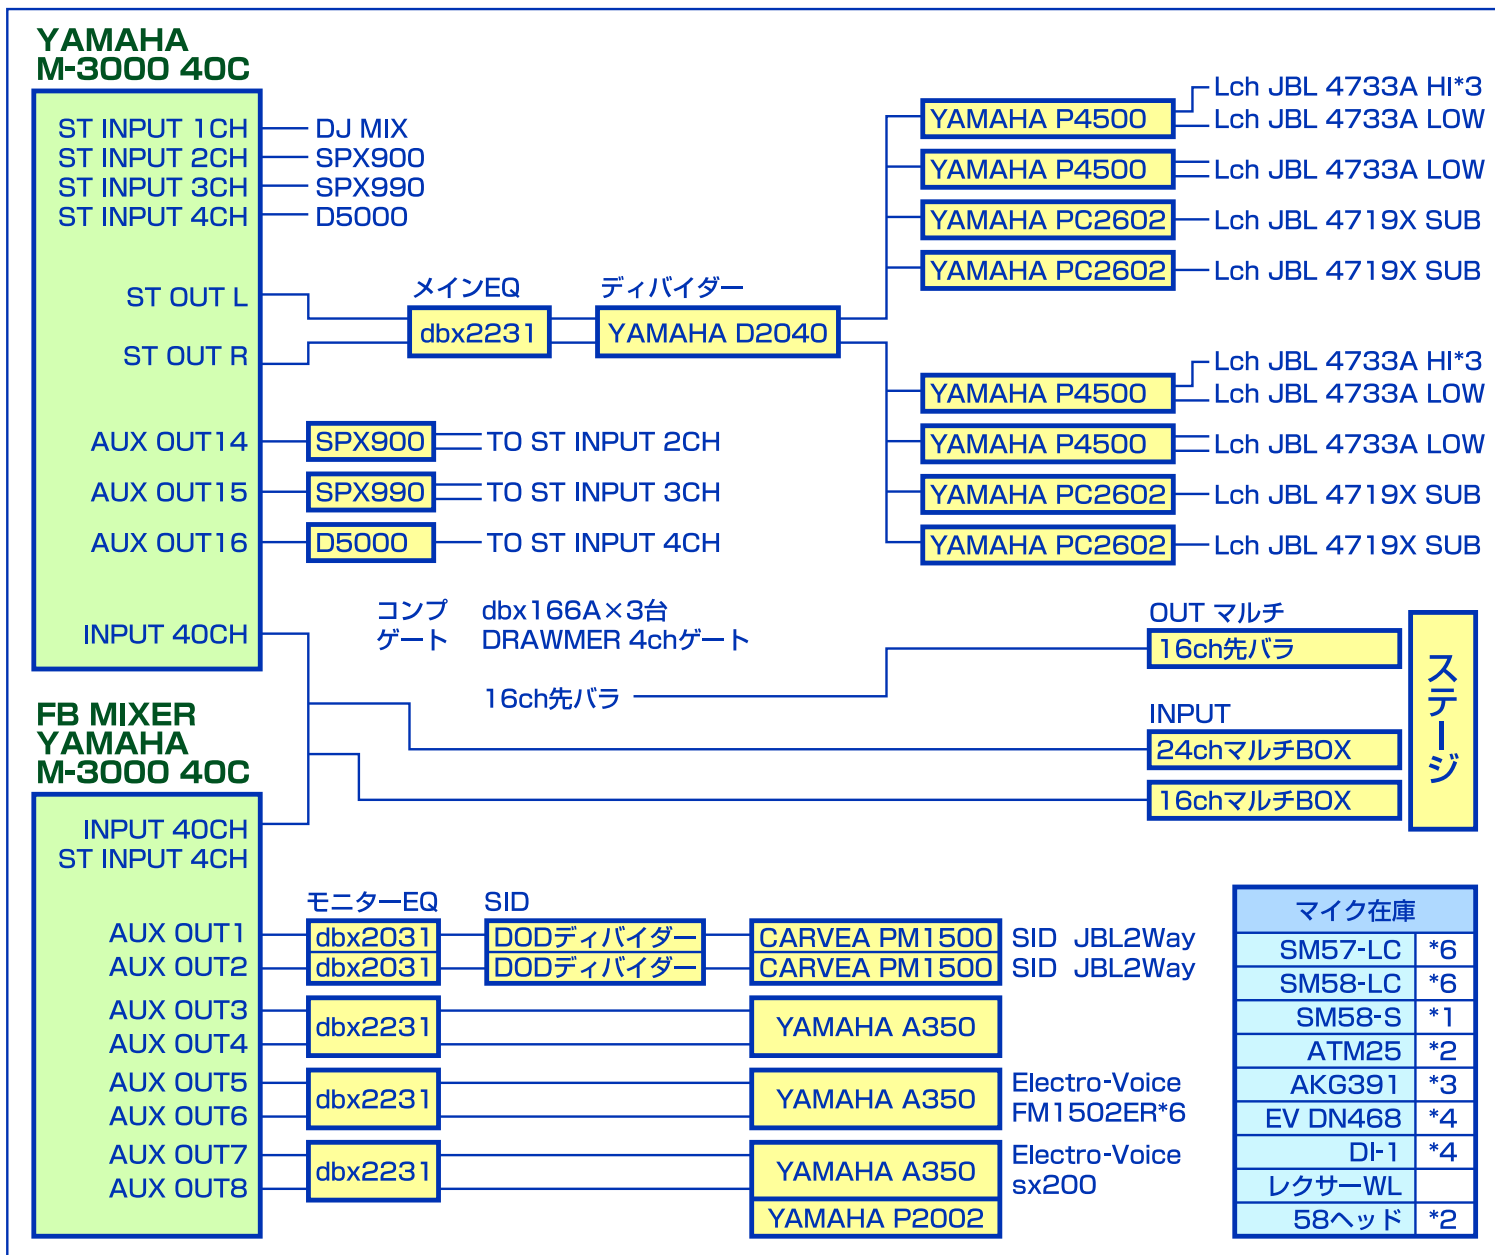 YAMAHA
M-3000 40C
ST INPUT 1CH
DJ MIX
ST INPUT 2CH
SPX900
ST INPUT 3CH
SPX990
ST INPUT 4CH
D5000
ST OUT L
ST OUT R
メインEQ
dbx2231
ディバイダー
YAMAHA D2040
YAMAHA P4500
Lch JBL 4733A HI*3
Lch JBL 4733A LOW
YAMAHA P4500
Lch JBL 4733A LOW
YAMAHA PC2602
Lch JBL 4719X SUB
YAMAHA PC2602
Lch JBL 4719X SUB
YAMAHA P4500
Lch JBL 4733A HI*3
Lch JBL 4733A LOW
YAMAHA P4500
Lch JBL 4733A LOW
YAMAHA PC2602
Lch JBL 4719X SUB
YAMAHA PC2602
Lch JBL 4719X SUB
AUX OUT14
SPX900
TO ST INPUT 2CH
AUX OUT15
SPX990
TO ST INPUT 3CH
AUX OUT16
D5000
TO ST INPUT 4CH
INPUT 40CH
コンプ dbx166A×3台
ゲート DRAWMER 4chゲート
16ch先バラ
OUT マルチ
16ch先バラ
INPUT
24chマルチBOX
16chマルチBOX
ステージ
FB MIXER
YAMAHA
M-3000 40C
INPUT 40CH
ST INPUT 4CH
モニターEQ
SID
AUX OUT1
dbx2031
DODディバイダー
CARVEA PM1500
SID JBL2Way
AUX OUT2
dbx2031
DODディバイダー
CARVEA PM1500
SID JBL2Way
AUX OUT3
AUX OUT4
dbx2231
YAMAHA A350
AUX OUT5
AUX OUT6
dbx2231
YAMAHA A350
Electro-Voice
FM1502ER*6
AUX OUT7
AUX OUT8
dbx2231
YAMAHA A350
YAMAHA P2002
Electro-Voice
sx200
マイク在庫
SM57-LC *6
SM58-LC *6
SM58-S *1
ATM25 *2
AKG391 *3
EV DN468 *4
DI-1 *4
レクサーWL
58ヘッド *2